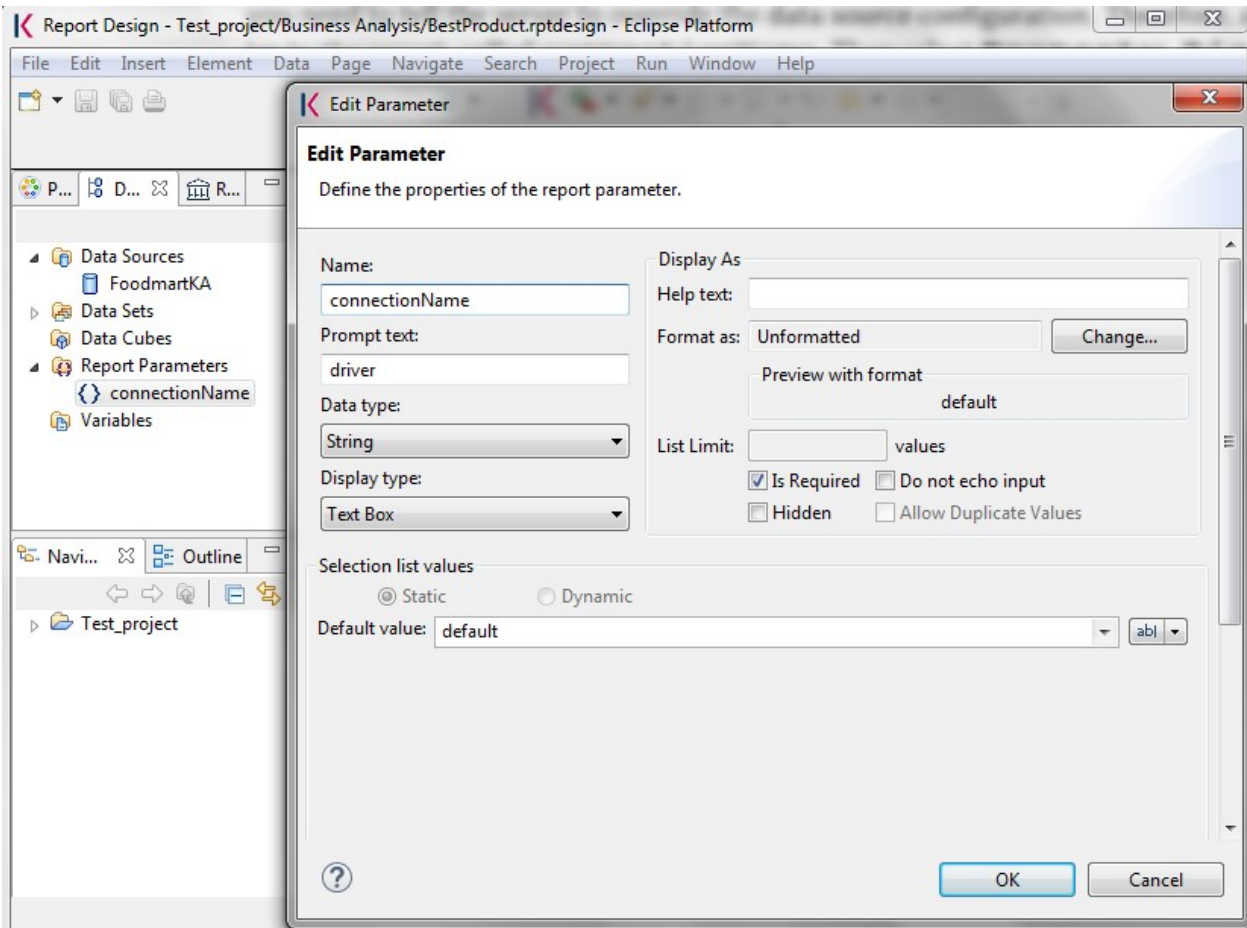 Report Design - Test_project/Business Analysis/BestProduct.rptdesign - Eclipse Platform
File Edit Insert Element Data Page Navigate Search Project Run Window Help
Edit Parameter
Edit Parameter
Define the properties of the report parameter.
P... D... R...
Data Sources
FoodmartKA
Data Sets
Data Cubes
Report Parameters
{} connectionName
Variables
Navi... Outline
Test_project
Name:
connectionName
Prompt text:
driver
Data type:
String
Display type:
Text Box
Display As
Help text:
Format as: Unformatted Change...
Preview with format
default
List Limit: values
Is Required Do not echo input
Hidden Allow Duplicate Values
Selection list values
Static Dynamic
Default value: default abl
OK Cancel